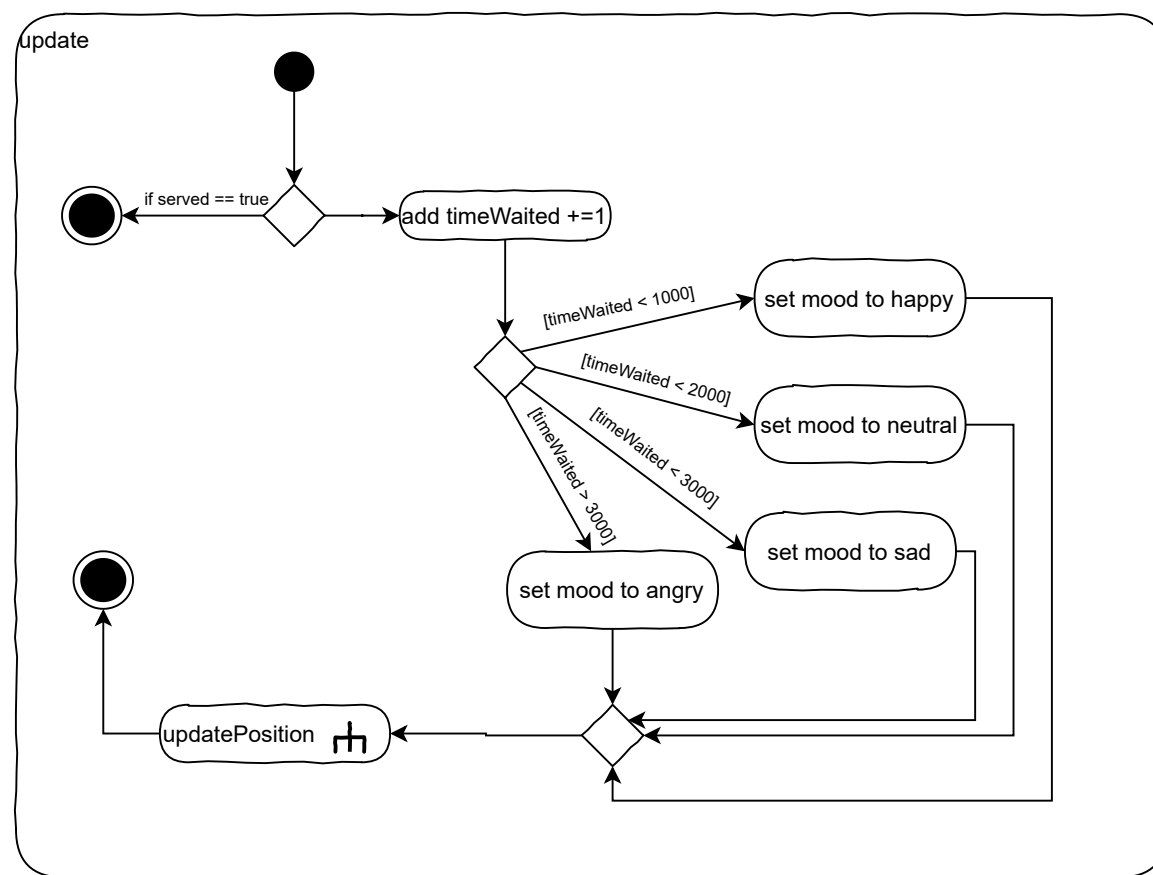 update
if served == true
add timeWaited +=1
[timeWaited < 1000]
set mood to happy
[timeWaited < 2000]
set mood to neutral
[timeWaited < 3000]
[timeWaited > 3000]
set mood to sad
set mood to angry
updatePosition